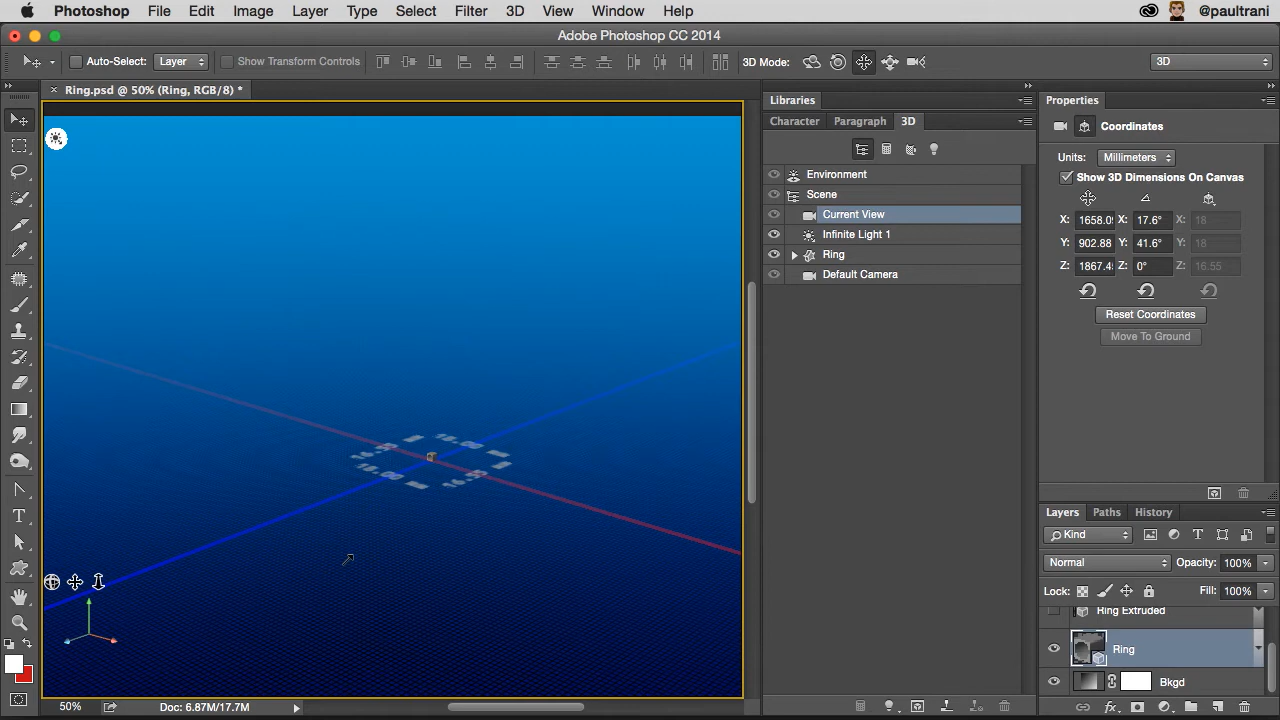 Photoshop File Edit Image Layer Type Select Filter 3D View Window Help @paultrani
Adobe Photoshop CC 2014
Auto-Select: Layer Show Transform Controls 3D Mode: 3D
× Ring.psd @ 50% (Ring, RGB/8) *
Libraries
Character Paragraph 3D
Environment
Scene
Current View
Infinite Light 1
Ring
Default Camera
Properties
Coordinates
Units: Millimeters
Show 3D Dimensions On Canvas
X: 1658.0 X: 17.6° X: 18
Y: 902.88 Y: 41.6° Y: 18
Z: 1867.4 Z: 0° Z: 16.55
Reset Coordinates
Move To Ground
Layers Paths History
Kind
Normal Opacity: 100%
Lock: Fill: 100%
Ring Extruded
Ring
Bkgd
50% Doc: 6.87M/17.7M